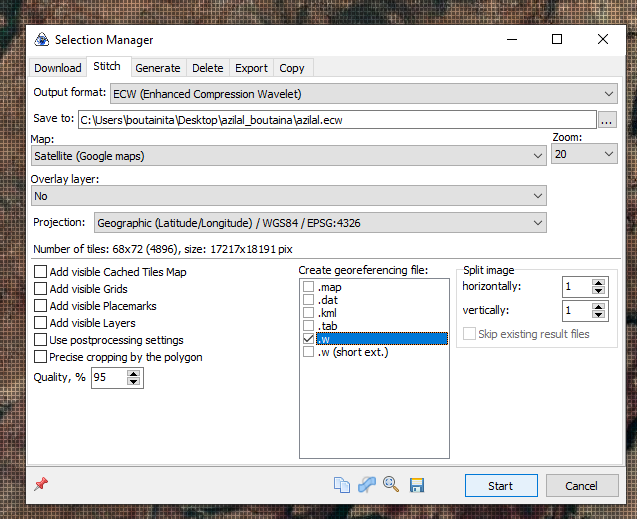 Selection Manager
Download Stitch Generate Delete Export Copy
Output format: ECW (Enhanced Compression Wavelet)
Save to: C:\Users\boutainita\Desktop\azilal_boutaina\azilal.ecw ...
Map: Zoom:
Satellite (Google maps) 20
Overlay layer:
No
Projection: Geographic (Latitude/Longitude) / WGS84 / EPSG:4326
Number of tiles: 68x72 (4896), size: 17217x18191 pix
Add visible Cached Tiles Map
Add visible Grids
Add visible Placemarks
Add visible Layers
Use postprocessing settings
Precise cropping by the polygon
Quality, % 95
Create georeferencing file:
.map
.dat
.kml
.tab
.w
.w (short ext.)
Split image
horizontally: 1
vertically: 1
Skip existing result files
Start Cancel